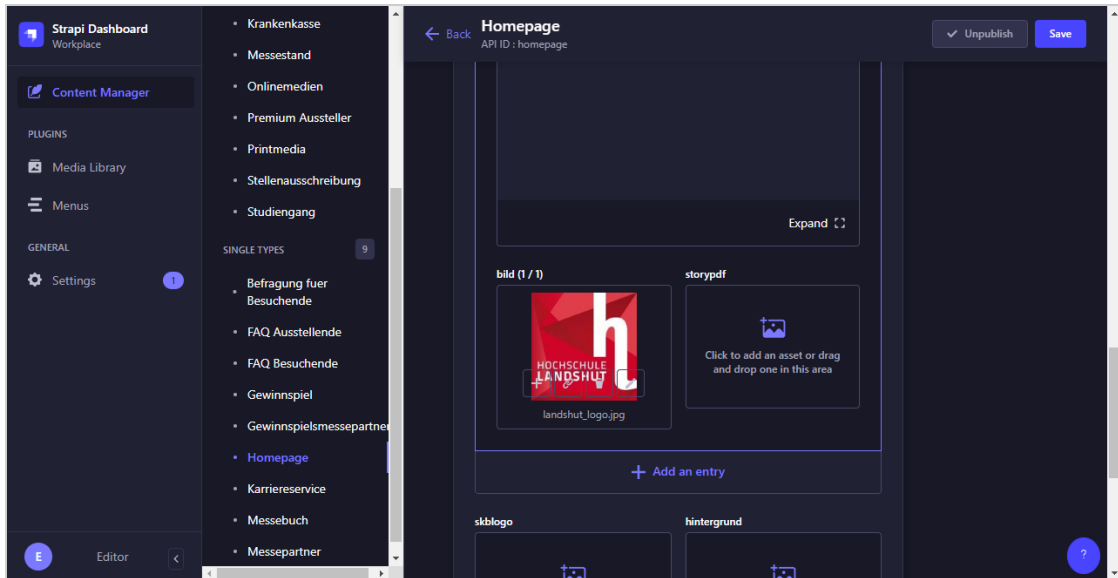 Strapi Dashboard
Workplace
Content Manager
PLUGINS
Media Library
Menus
GENERAL
Settings
1
E
Editor
Krankenkasse
Messestand
Onlinemedien
Premium Aussteller
Printmedia
Stellenausschreibung
Studiengang
SINGLE TYPES
9
Befragung fuer
Besuchende
FAQ Ausstellende
FAQ Besuchende
Gewinnspiel
Gewinnspielsmessepartner
Homepage
Karriereservice
Messebuch
Messepartner
Back
Homepage
API ID : homepage
Unpublish
Save
Expand
bild (1 / 1)
storypdf
h
HOCHSCHULE
LANDSHUT
landshut_logo.jpg
Click to add an asset or drag
and drop one in this area
Add an entry
skblogo
hintergrund
?